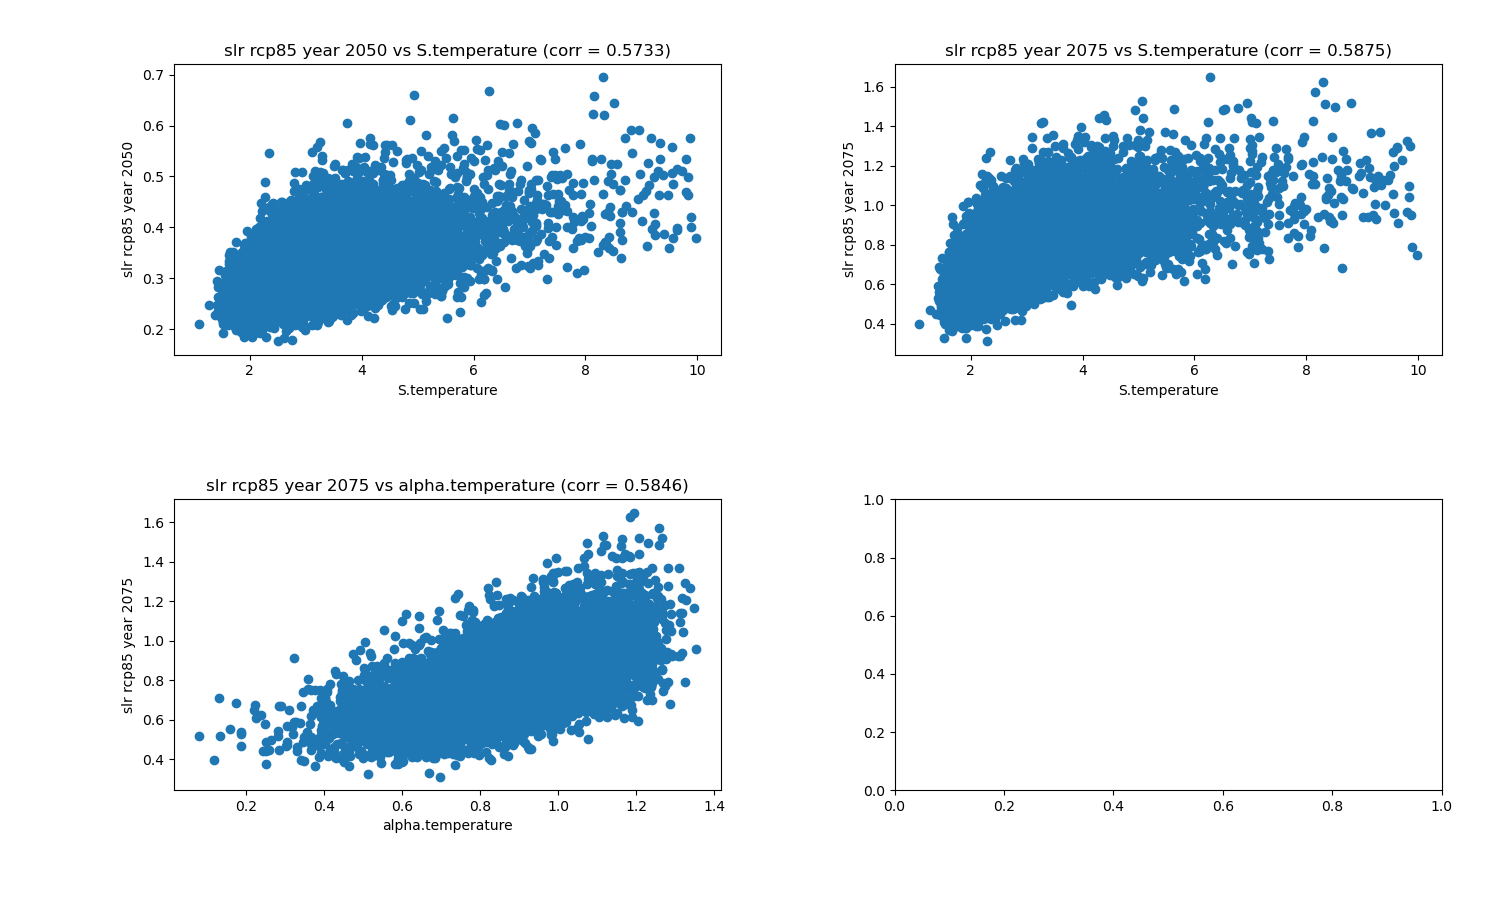 slr rcp85 year 2050 vs S.temperature (corr = 0.5733)
0.7
0.6
0.5
0.4
0.3
0.2
slr rcp85 year 2050
2 4 6 8 10
S.temperature
slr rcp85 year 2075 vs S.temperature (corr = 0.5875)
1.6
1.4
1.2
1.0
0.8
0.6
0.4
slr rcp85 year 2075
2 4 6 8 10
S.temperature
slr rcp85 year 2075 vs alpha.temperature (corr = 0.5846)
1.6
1.4
1.2
1.0
0.8
0.6
0.4
slr rcp85 year 2075
0.2 0.4 0.6 0.8 1.0 1.2 1.4
alpha.temperature
1.0
0.8
0.6
0.4
0.2
0.0
0.0 0.2 0.4 0.6 0.8 1.0